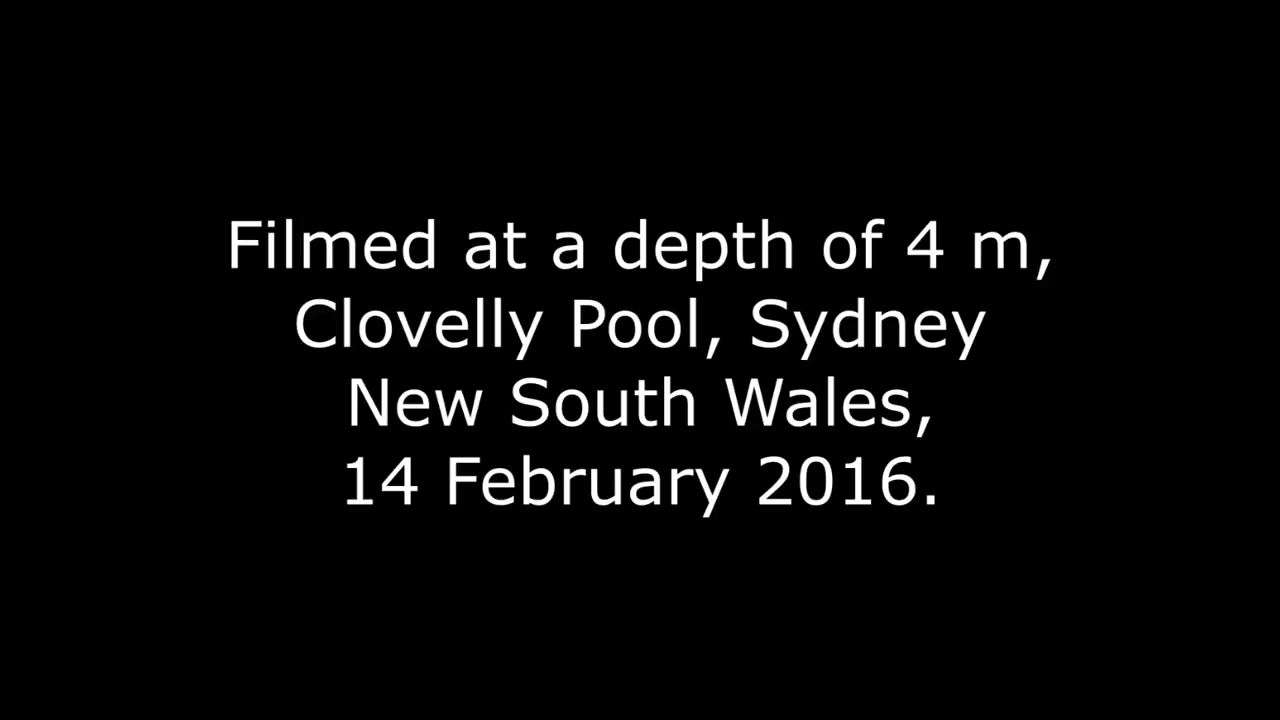 Filmed at a depth of 4 m,
Clovelly Pool, Sydney
New South Wales,
14 February 2016.